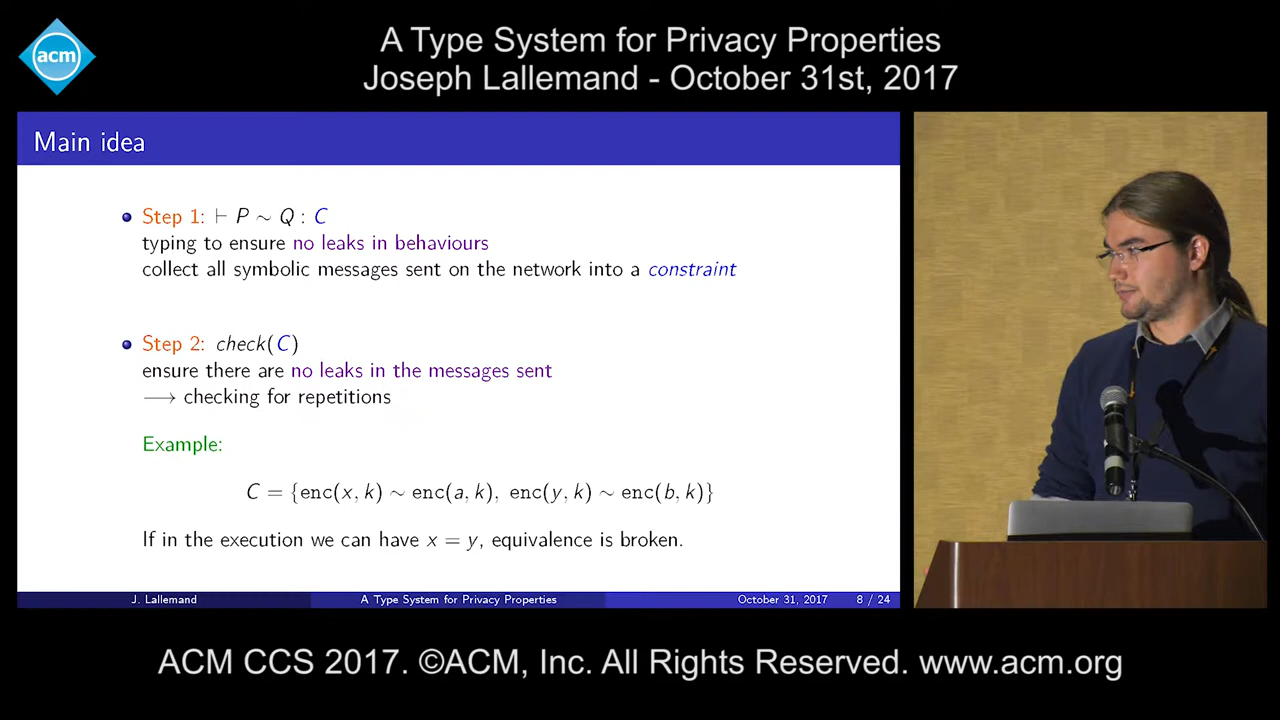 acm
A Type System for Privacy Properties
Joseph Lallemand - October 31st, 2017
Main idea
Step 1: ⊢ P ∼ Q : C
typing to ensure no leaks in behaviours
collect all symbolic messages sent on the network into a constraint
Step 2: check(C)
ensure there are no leaks in the messages sent
⟶ checking for repetitions
Example:
C = {enc(x, k) ∼ enc(a, k), enc(y, k) ∼ enc(b, k)}
If in the execution we can have x = y, equivalence is broken.
J. Lallemand A Type System for Privacy Properties October 31, 2017 8 / 24
ACM CCS 2017. ©ACM, Inc. All Rights Reserved. www.acm.org